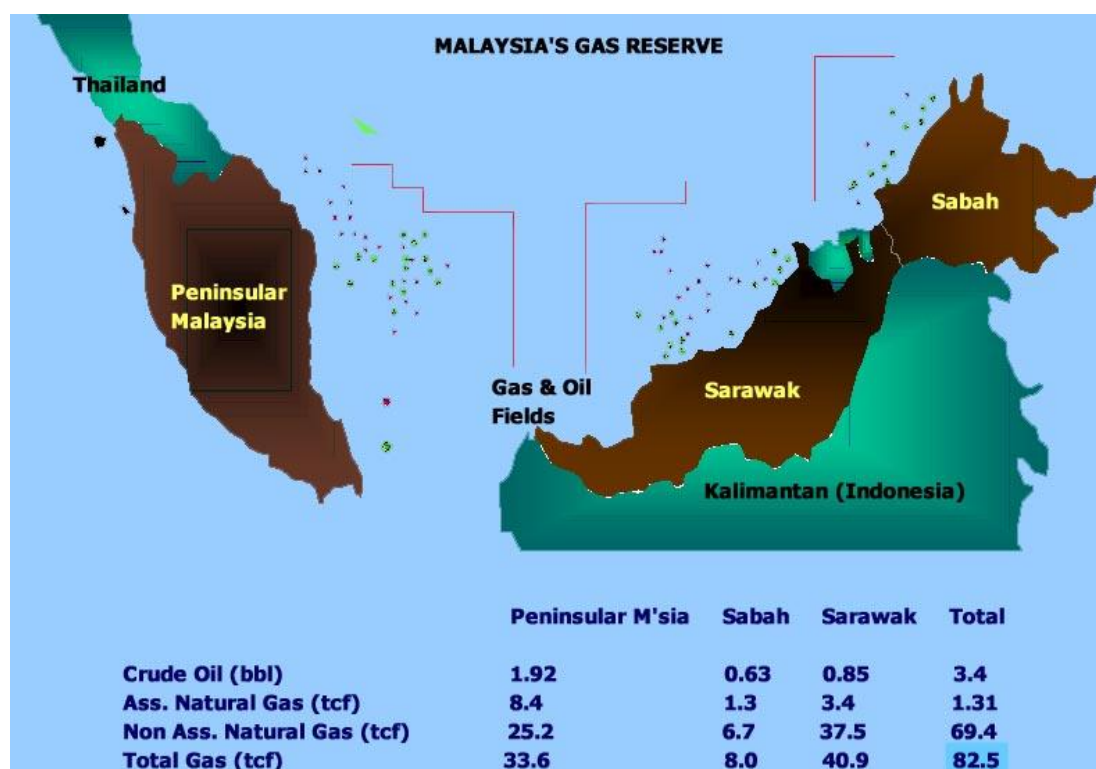 MALAYSIA'S GAS RESERVE
Thailand
Sabah
Peninsular
Malaysia
Gas & Oil
Fields
Sarawak
Kalimantan (Indonesia)
Peninsular M'sia Sabah Sarawak Total
Crude Oil (bbl) 1.92 0.63 0.85 3.4
Ass. Natural Gas (tcf) 8.4 1.3 3.4 1.31
Non Ass. Natural Gas (tcf) 25.2 6.7 37.5 69.4
Total Gas (tcf) 33.6 8.0 40.9 82.5